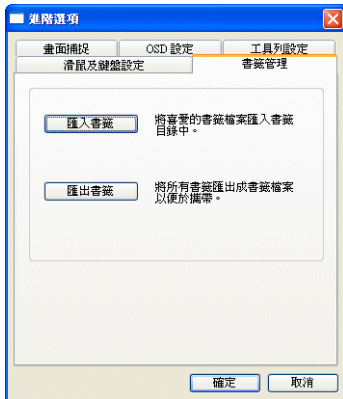 進階選項
畫面捕捉
OSD 設定
工具列設定
滑鼠及鍵盤設定
書籤管理
匯入書籤
將喜愛的書籤檔案匯入書籤
目錄中。
匯出書籤
將所有書籤匯出成書籤檔案
以便於攜帶。
確定
取消